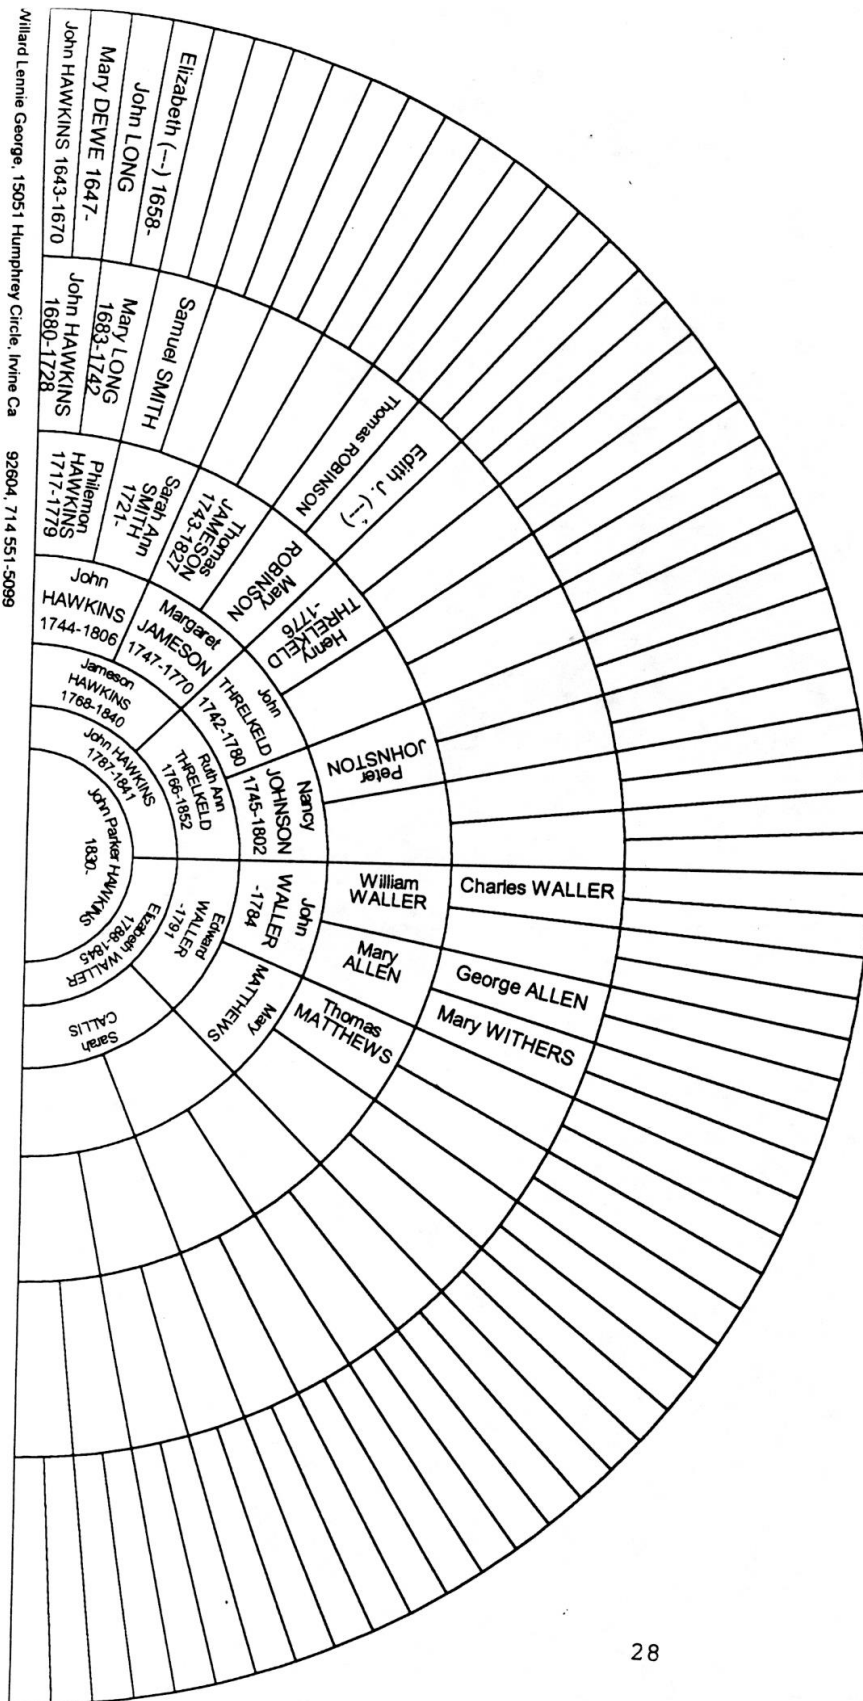 John HAWKINS 1643-1670
Mary DEWE 1647-
John LONG
Elizabeth (---) 1658-
John HAWKINS
1680-1728
Mary LONG
1683-1742
Samuel SMITH
Thomas ROBINSON
Edith J. (---)
Charles WALLER
George ALLEN
Mary WITHERS
Philemon
HAWKINS
1717-1779
Sarah Ann
SMITH
1721-
Thomas
JAMESON
1743-1827
Mary
ROBINSON
Henry
THRELKELD
-1776
Peter
JOHNSTON
William
WALLER
Mary
ALLEN
Thomas
MATTHEWS
John
HAWKINS
1744-1806
Margaret
JAMESON
1747-1770
John
THRELKELD
1742-1780
Nancy
JOHNSON
1745-1802
John
WALLER
-1784
Mary
MATTHEWS
Jameson
HAWKINS
1768-1840
Ruth Ann
THRELKELD
1766-1852
Edward
WALLER
-1791
Sarah
CALLIS
John HAWKINS
1787-1841
Elizabeth WALLER
1788-1845
John Parker HAWKINS
1830-
Willard Lennie George, 15051 Humphrey Circle, Irvine Ca 92604, 714 551-5099
28